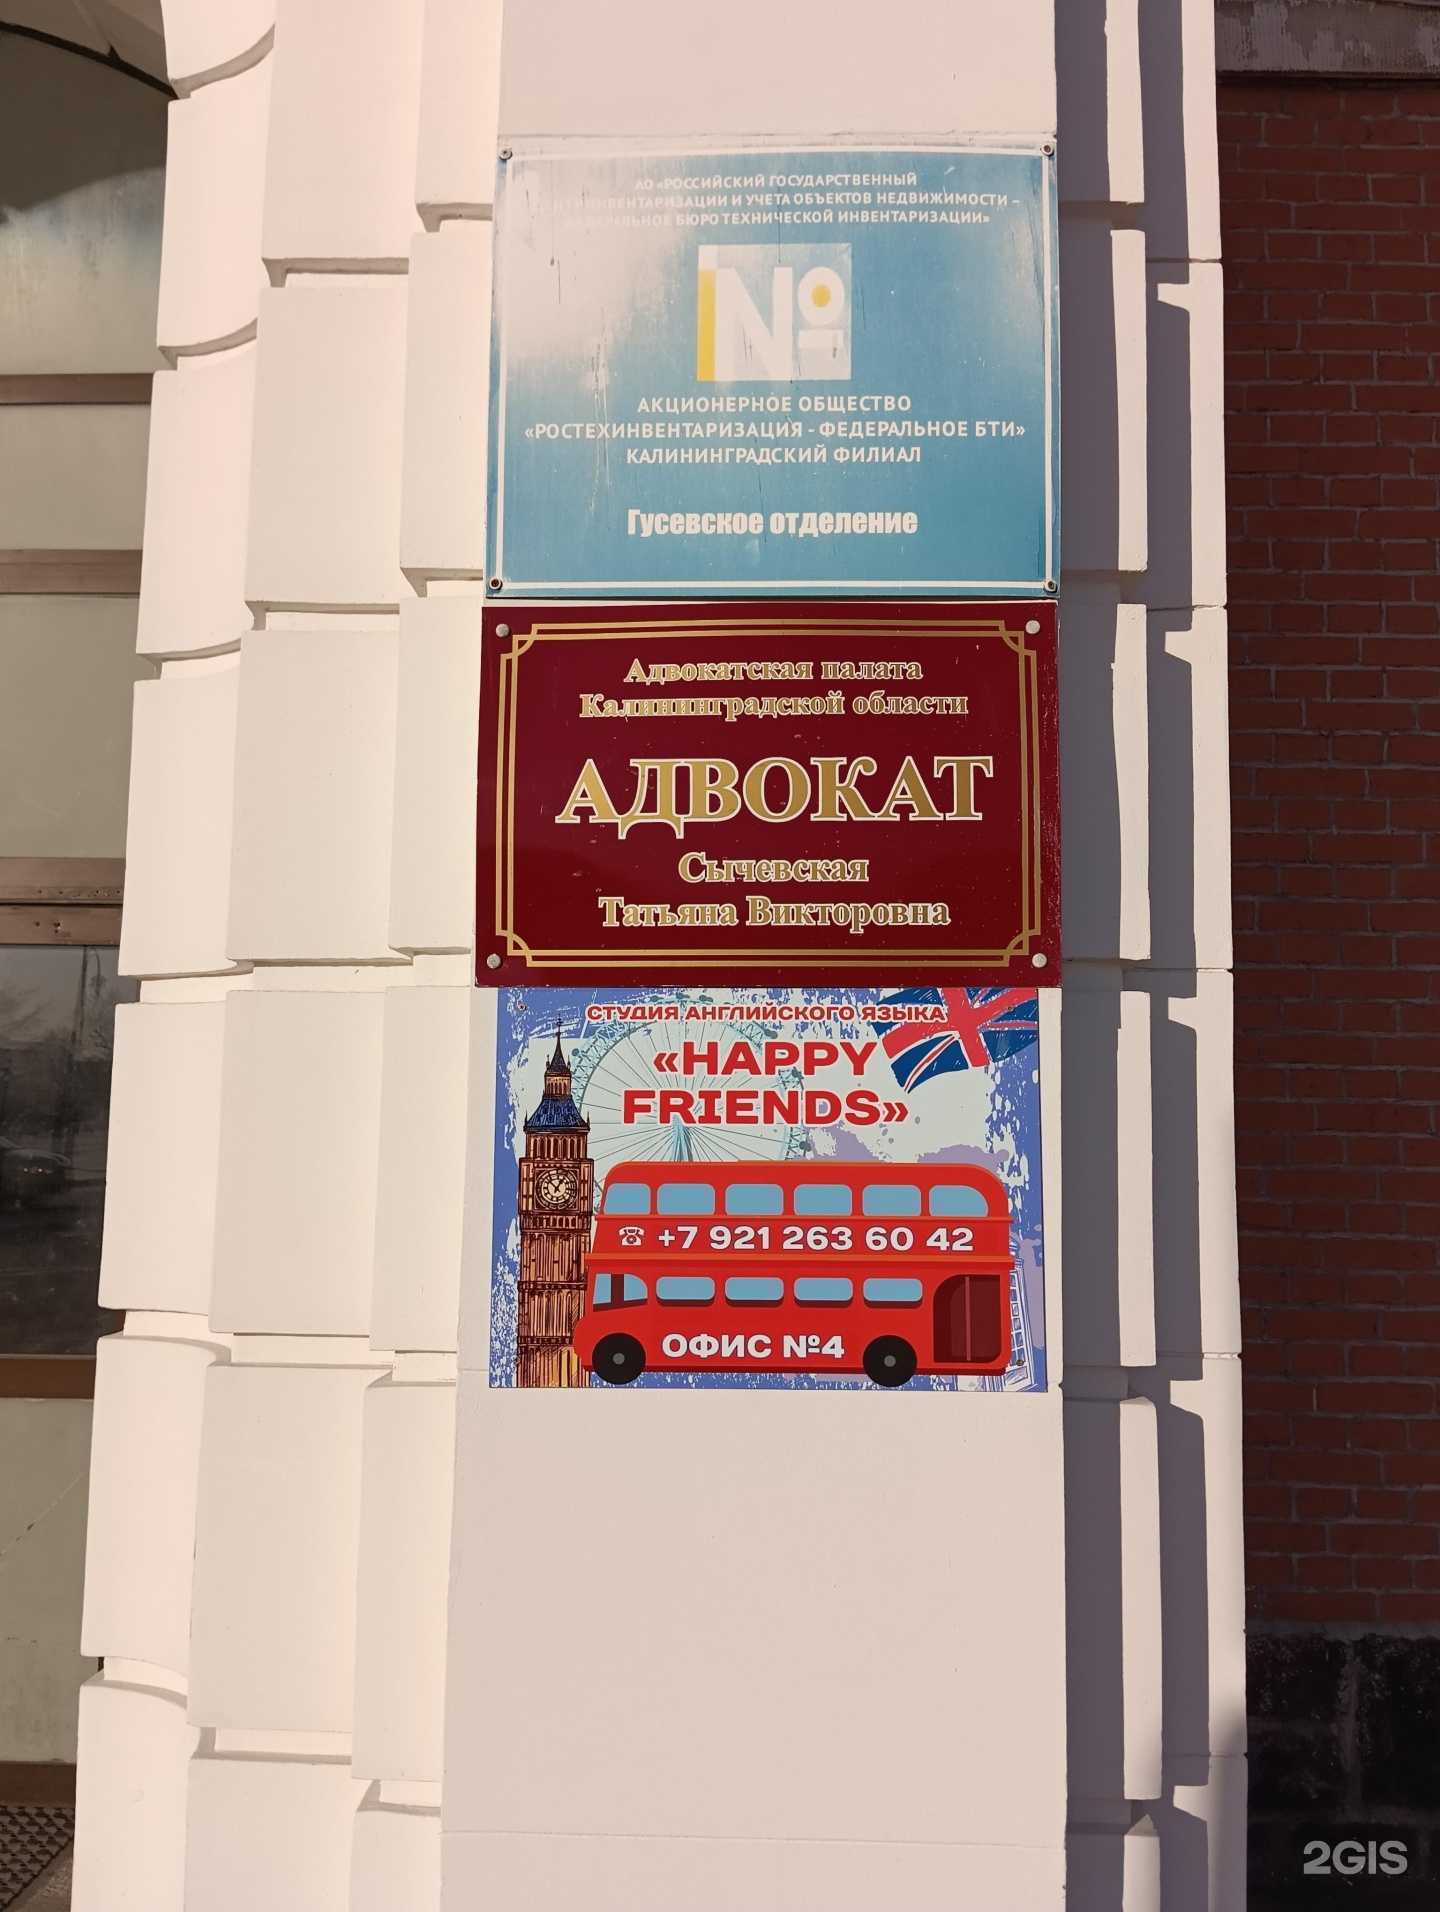 АО «РОССИЙСКИЙ ГОСУДАРСТВЕННЫЙ
ИНВЕНТАРИЗАЦИИ И УЧЕТА ОБЪЕКТОВ НЕДВИЖИМОСТИ –
ФЕДЕРАЛЬНОЕ БЮРО ТЕХНИЧЕСКОЙ ИНВЕНТАРИЗАЦИИ»
№
АКЦИОНЕРНОЕ ОБЩЕСТВО
«РОСТЕХИНВЕНТАРИЗАЦИЯ - ФЕДЕРАЛЬНОЕ БТИ»
КАЛИНИНГРАДСКИЙ ФИЛИАЛ
Гусевское отделение
Адвокатская палата
Калининградской области
АДВОКАТ
Сычевская
Татьяна Викторовна
СТУДИЯ АНГЛИЙСКОГО ЯЗЫКА
«HAPPY
FRIENDS»
☎ +7 921 263 60 42
ОФИС №4
2GIS